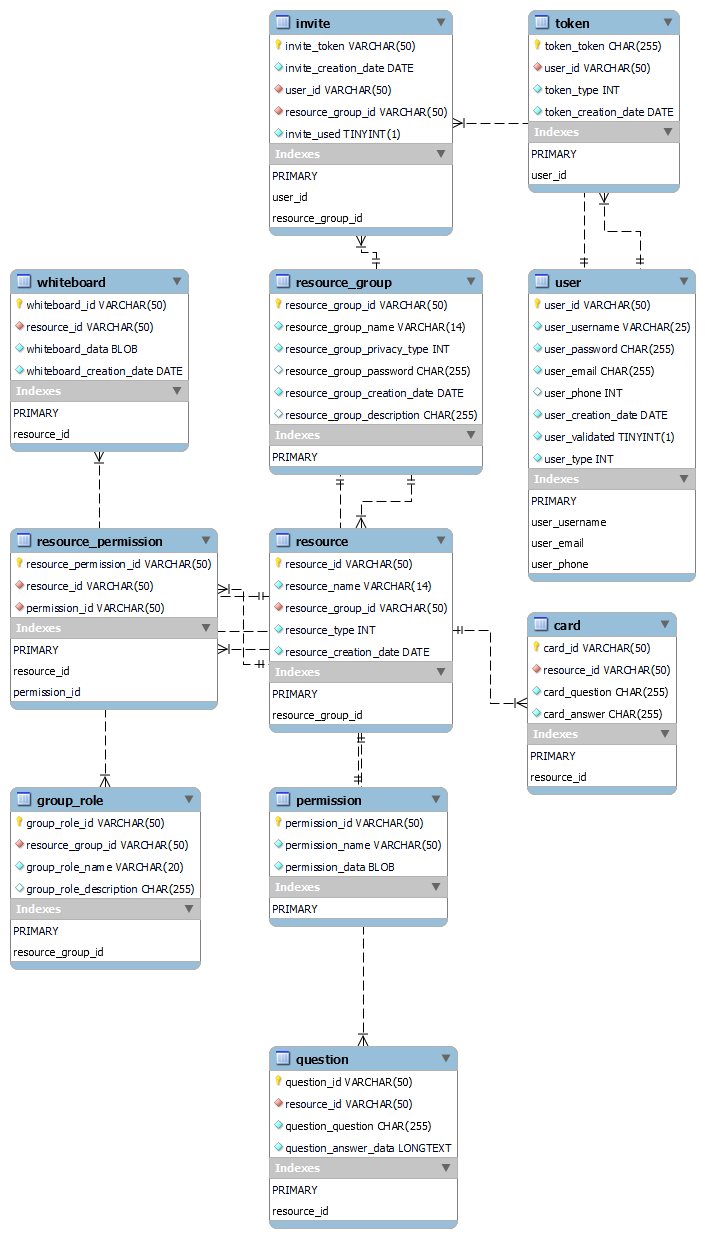 invite
invite_token VARCHAR(50)
invite_creation_date DATE
user_id VARCHAR(50)
resource_group_id VARCHAR(50)
invite_used TINYINT(1)
Indexes
PRIMARY
user_id
resource_group_id
token
token_token CHAR(255)
user_id VARCHAR(50)
token_type INT
token_creation_date DATE
Indexes
PRIMARY
user_id
whiteboard
whiteboard_id VARCHAR(50)
resource_id VARCHAR(50)
whiteboard_data BLOB
whiteboard_creation_date DATE
Indexes
PRIMARY
resource_id
resource_group
resource_group_id VARCHAR(50)
resource_group_name VARCHAR(14)
resource_group_privacy_type INT
resource_group_password CHAR(255)
resource_group_creation_date DATE
resource_group_description CHAR(255)
Indexes
PRIMARY
user
user_id VARCHAR(50)
user_username VARCHAR(25)
user_password CHAR(255)
user_email CHAR(255)
user_phone INT
user_creation_date DATE
user_validated TINYINT(1)
user_type INT
Indexes
PRIMARY
user_username
user_email
user_phone
resource_permission
resource_permission_id VARCHAR(50)
resource_id VARCHAR(50)
permission_id VARCHAR(50)
Indexes
PRIMARY
resource_id
permission_id
resource
resource_id VARCHAR(50)
resource_name VARCHAR(14)
resource_group_id VARCHAR(50)
resource_type INT
resource_creation_date DATE
Indexes
PRIMARY
resource_group_id
card
card_id VARCHAR(50)
resource_id VARCHAR(50)
card_question CHAR(255)
card_answer CHAR(255)
Indexes
PRIMARY
resource_id
group_role
group_role_id VARCHAR(50)
resource_group_id VARCHAR(50)
group_role_name VARCHAR(20)
group_role_description CHAR(255)
Indexes
PRIMARY
resource_group_id
permission
permission_id VARCHAR(50)
permission_name VARCHAR(50)
permission_data BLOB
Indexes
PRIMARY
question
question_id VARCHAR(50)
resource_id VARCHAR(50)
question_question CHAR(255)
question_answer_data LONGTEXT
Indexes
PRIMARY
resource_id